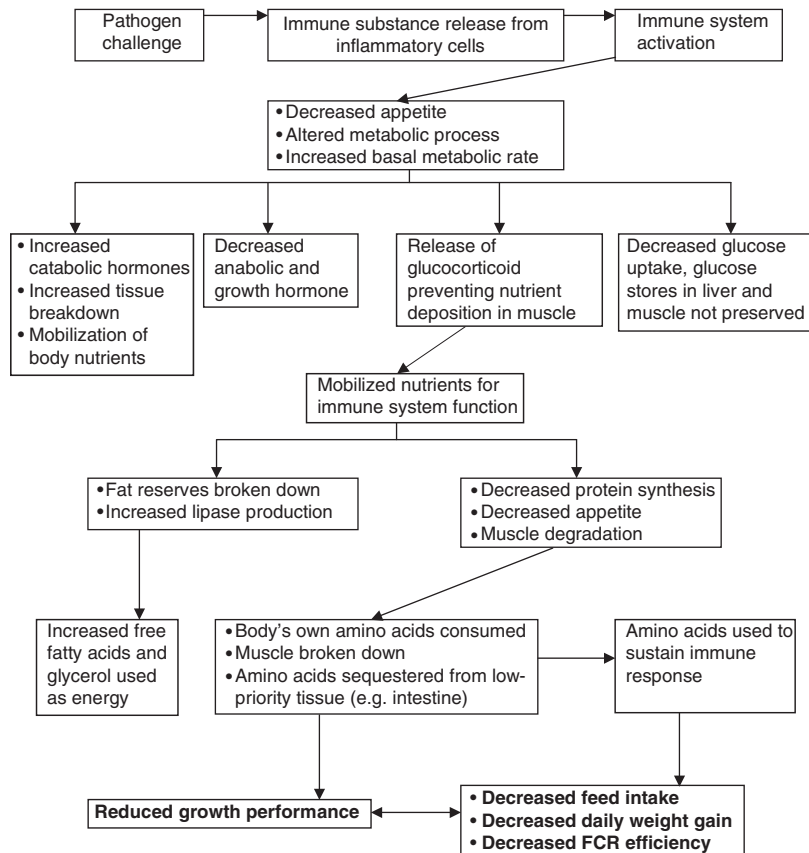 Pathogen
challenge
Immune substance release from
inflammatory cells
Immune system
activation
•Decreased appetite
•Altered metabolic process
•Increased basal metabolic rate
• Increased
catabolic hormones
• Increased tissue
breakdown
• Mobilization of
body nutrients
Decreased
anabolic and
growth hormone
Release of
glucocorticoid
preventing nutrient
deposition in muscle
Decreased glucose
uptake, glucose
stores in liver and
muscle not preserved
Mobilized nutrients for
immune system function
•Fat reserves broken down
•Increased lipase production
•Decreased protein synthesis
•Decreased appetite
•Muscle degradation
Increased free
fatty acids and
glycerol used
as energy
•Body's own amino acids consumed
•Muscle broken down
•Amino acids sequestered from low-
priority tissue (e.g. intestine)
Amino acids used to
sustain immune
response
Reduced growth performance
• Decreased feed intake
• Decreased daily weight gain
• Decreased FCR efficiency